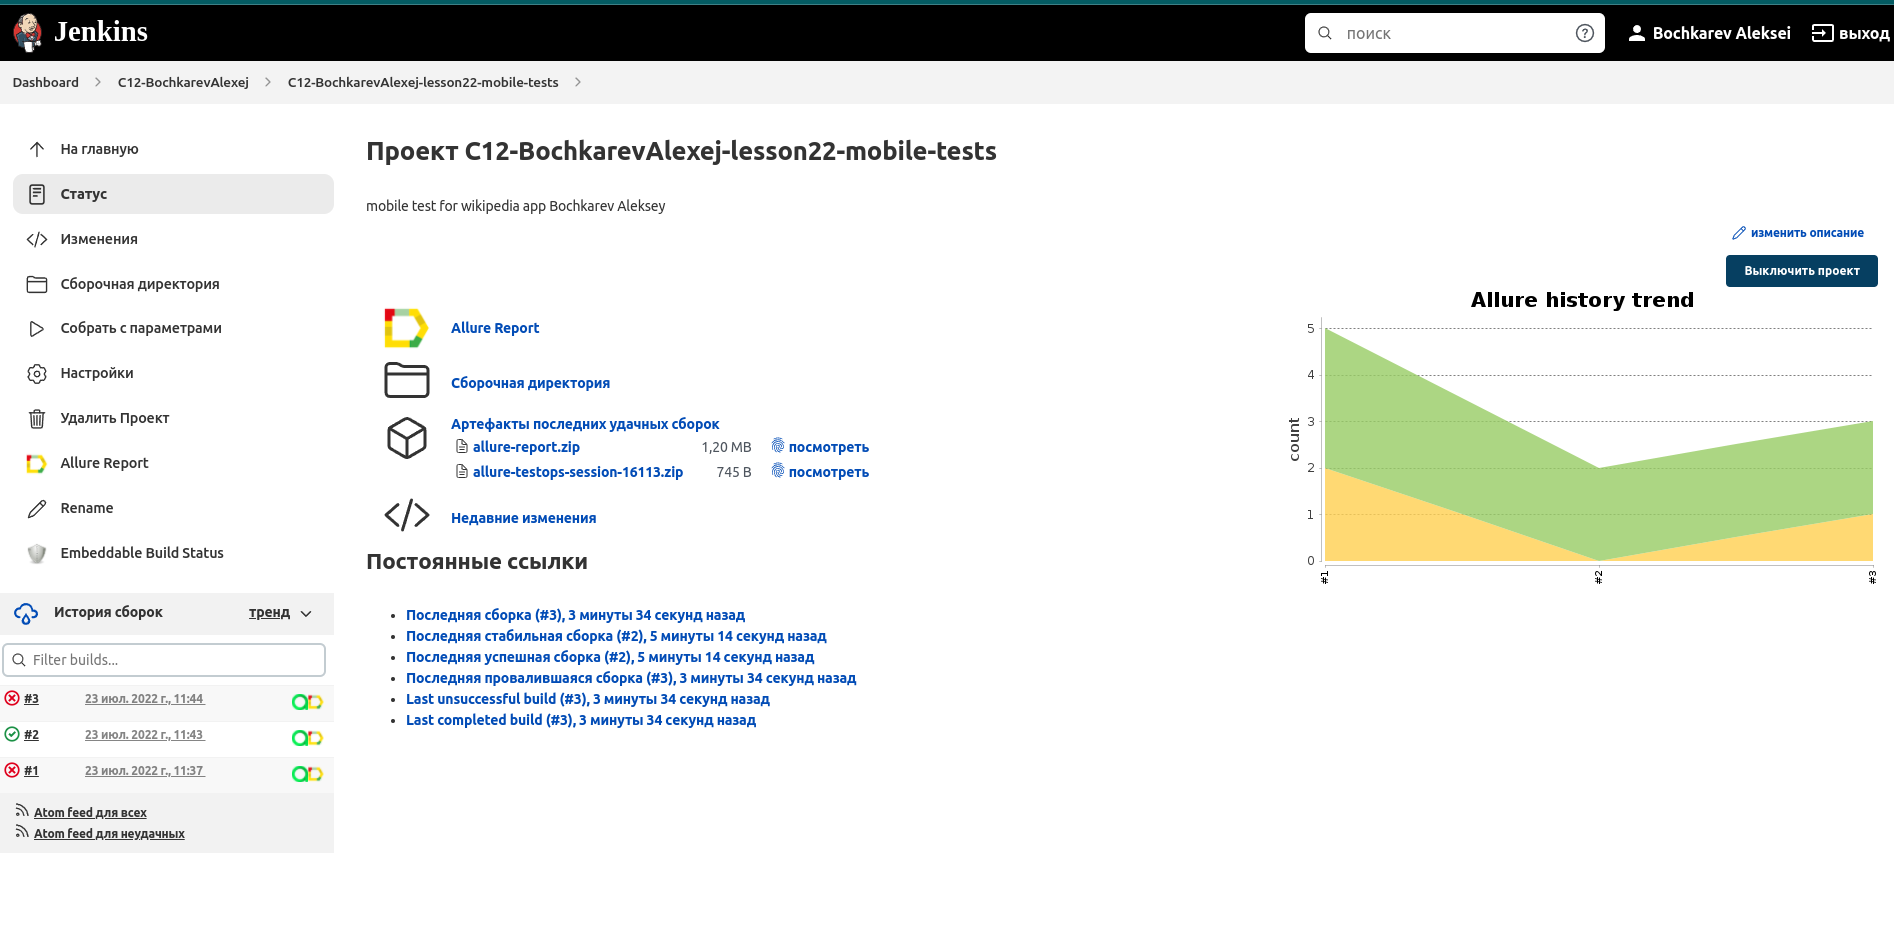 Jenkins
поиск
Bochkarev Aleksei
выход
Dashboard
C12-BochkarevAlexej
C12-BochkarevAlexej-lesson22-mobile-tests
На главную
Статус
Изменения
Сборочная директория
Собрать с параметрами
Настройки
Удалить Проект
Allure Report
Rename
Embeddable Build Status
История сборок
тренд
Filter builds...
#3 23 июл. 2022 г., 11:44
#2 23 июл. 2022 г., 11:43
#1 23 июл. 2022 г., 11:37
Atom feed для всех
Atom feed для неудачных
Проект C12-BochkarevAlexej-lesson22-mobile-tests
mobile test for wikipedia app Bochkarev Aleksey
изменить описание
Выключить проект
Allure Report
Сборочная директория
Артефакты последних удачных сборок
allure-report.zip 1,20 MB посмотреть
allure-testops-session-16113.zip 745 B посмотреть
Недавние изменения
Постоянные ссылки
Последняя сборка (#3), 3 минуты 34 секунд назад
Последняя стабильная сборка (#2), 5 минуты 14 секунд назад
Последняя успешная сборка (#2), 5 минуты 14 секунд назад
Последняя провалившаяся сборка (#3), 3 минуты 34 секунд назад
Last unsuccessful build (#3), 3 минуты 34 секунд назад
Last completed build (#3), 3 минуты 34 секунд назад
Allure history trend
count
5
4
3
2
1
0
#1
#2
#3